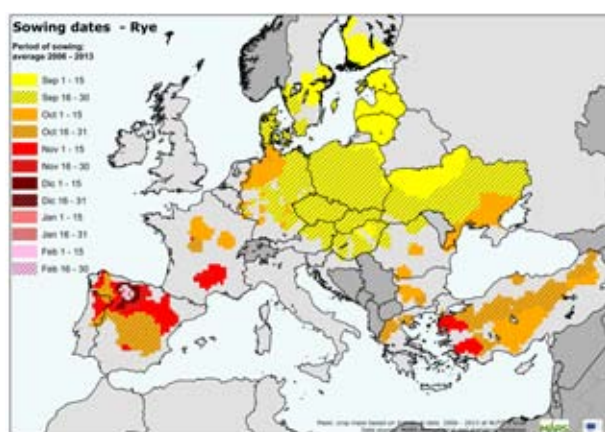 Sowing dates - Rye
Period of sowing:
average 2006 - 2013
Sep 1 - 15
Sep 16 - 30
Oct 1 - 15
Oct 16 - 31
Nov 1 - 15
Nov 16 - 30
Dic 1 - 15
Dic 16 - 31
Jan 1 - 15
Jan 16 - 31
Feb 1 - 15
Feb 16 - 30